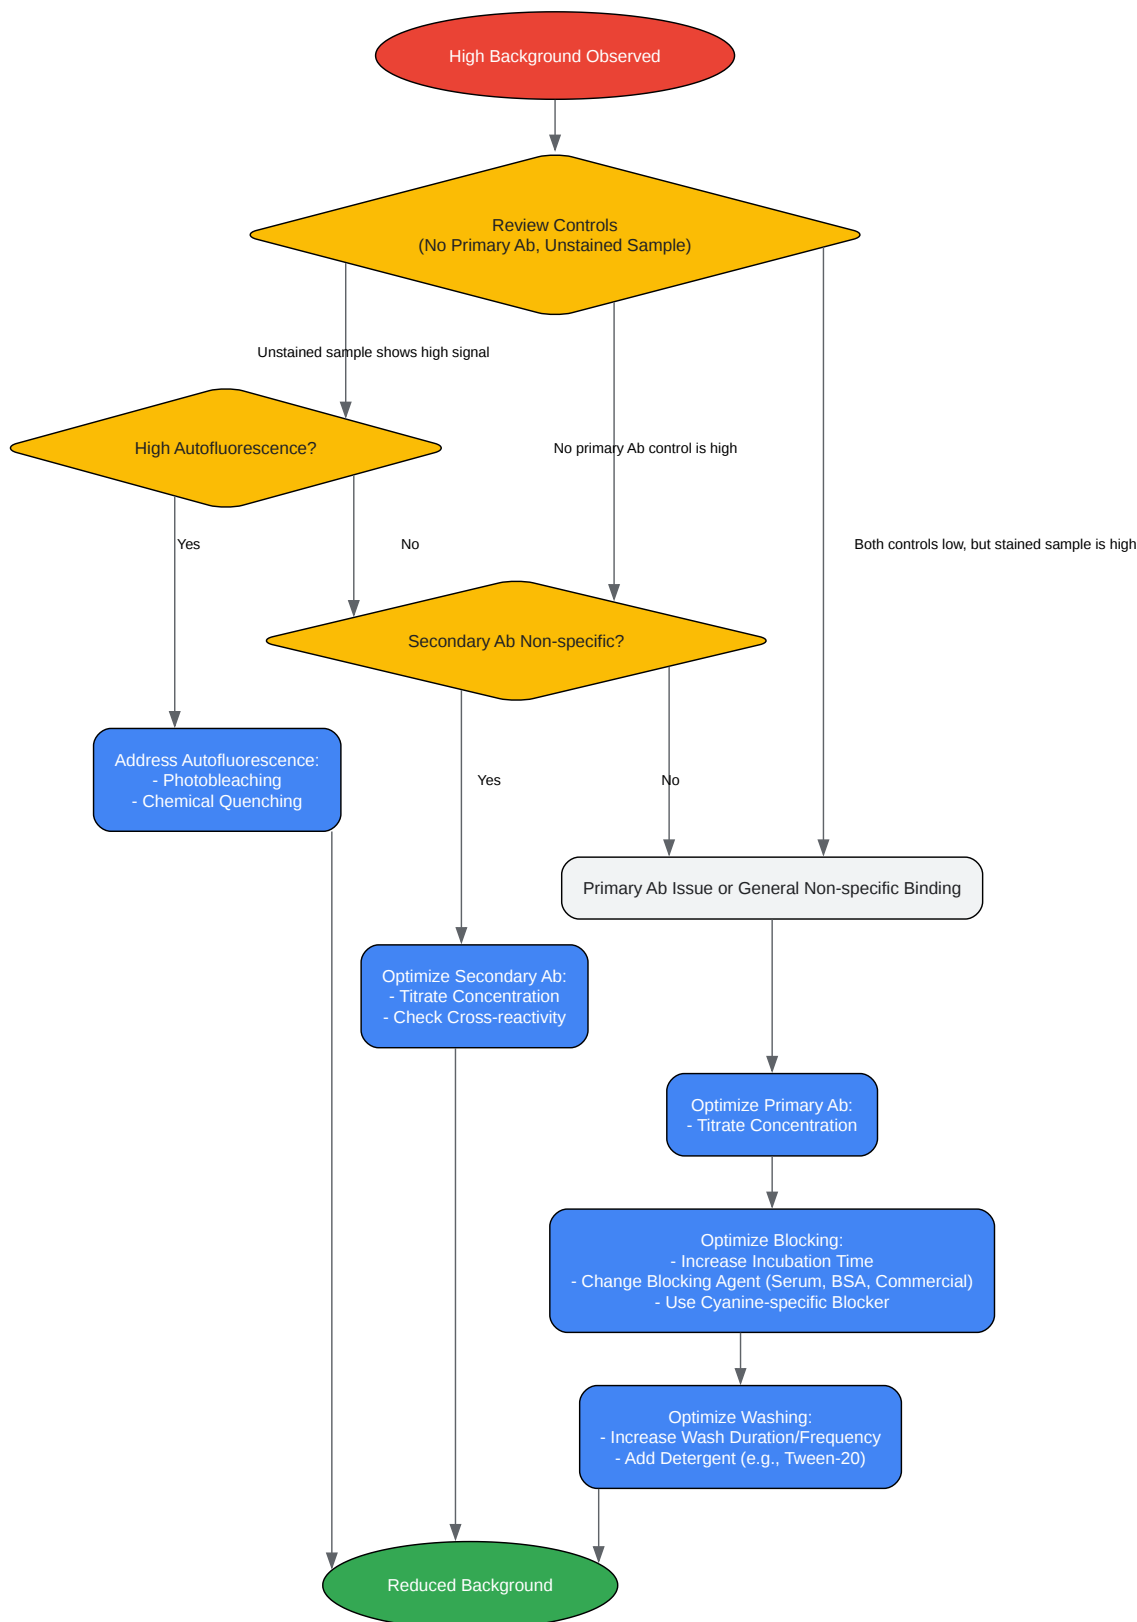 High Background Observed
Review Controls
(No Primary Ab, Unstained Sample)
Unstained sample shows high signal
High Autofluorescence?
No primary Ab control is high
Yes
No
Both controls low, but stained sample is high
Secondary Ab Non-specific?
Address Autofluorescence:
- Photobleaching
- Chemical Quenching
Yes
No
Primary Ab Issue or General Non-specific Binding
Optimize Secondary Ab:
- Titrate Concentration
- Check Cross-reactivity
Optimize Primary Ab:
- Titrate Concentration
Optimize Blocking:
- Increase Incubation Time
- Change Blocking Agent (Serum, BSA, Commercial)
- Use Cyanine-specific Blocker
Optimize Washing:
- Increase Wash Duration/Frequency
- Add Detergent (e.g., Tween-20)
Reduced Background